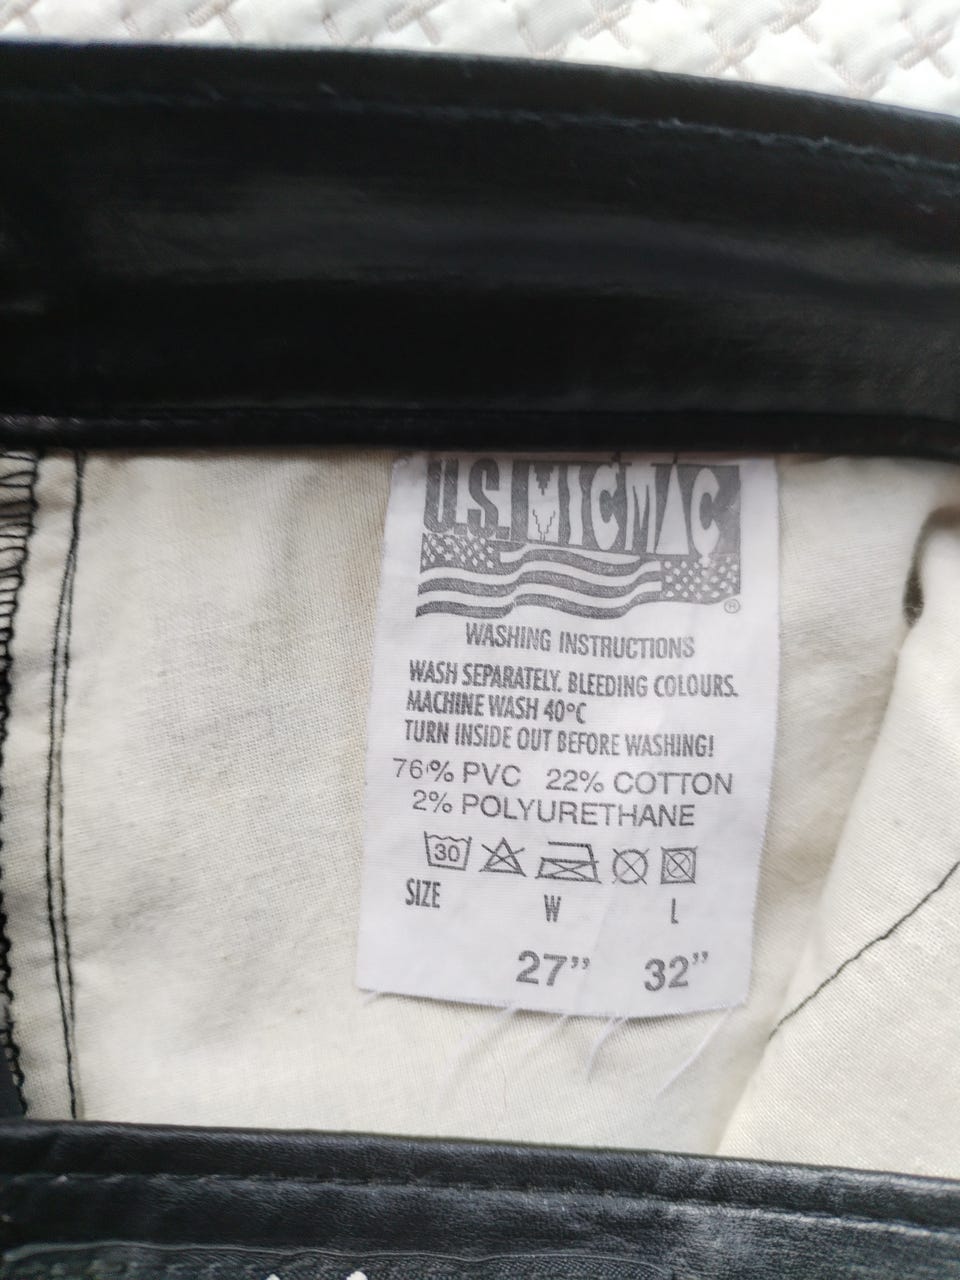 U.S. MICMAC
®
WASHING INSTRUCTIONS
WASH SEPARATELY. BLEEDING COLOURS.
MACHINE WASH 40°C
TURN INSIDE OUT BEFORE WASHING!
76% PVC 22% COTTON
2% POLYURETHANE
30
SIZE W L
27” 32”